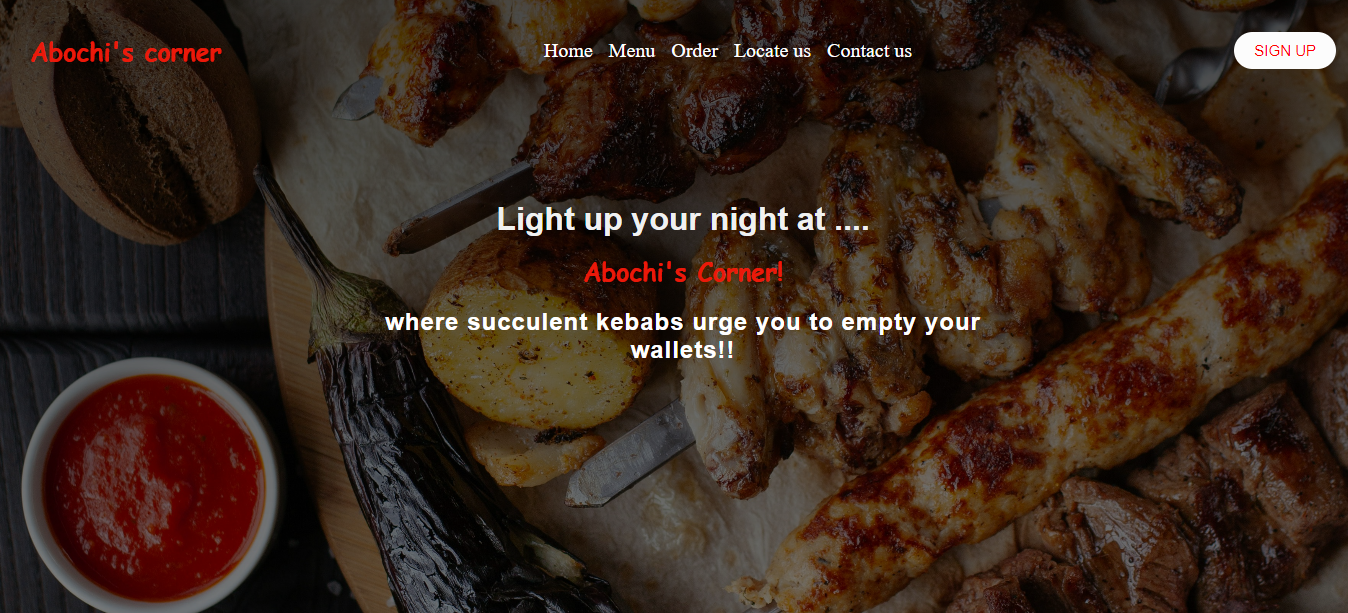 Abochi's corner
Home Menu Order Locate us Contact us
SIGN UP
Light up your night at ....
Abochi's Corner!
where succulent kebabs urge you to empty your
wallets!!